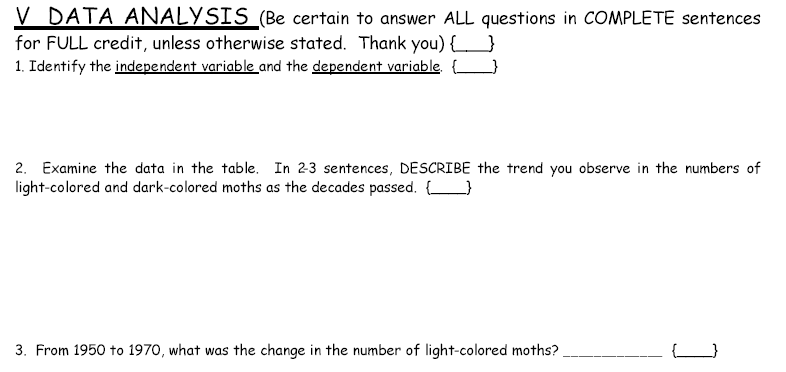 V DATA ANALYSIS (Be certain to answer ALL questions in COMPLETE sentences
for FULL credit, unless otherwise stated. Thank you) {___}
1. Identify the independent variable and the dependent variable. {____}
2. Examine the data in the table. In 2-3 sentences, DESCRIBE the trend you observe in the numbers of
light-colored and dark-colored moths as the decades passed. {____}
3. From 1950 to 1970, what was the change in the number of light-colored moths? ____________ {____}